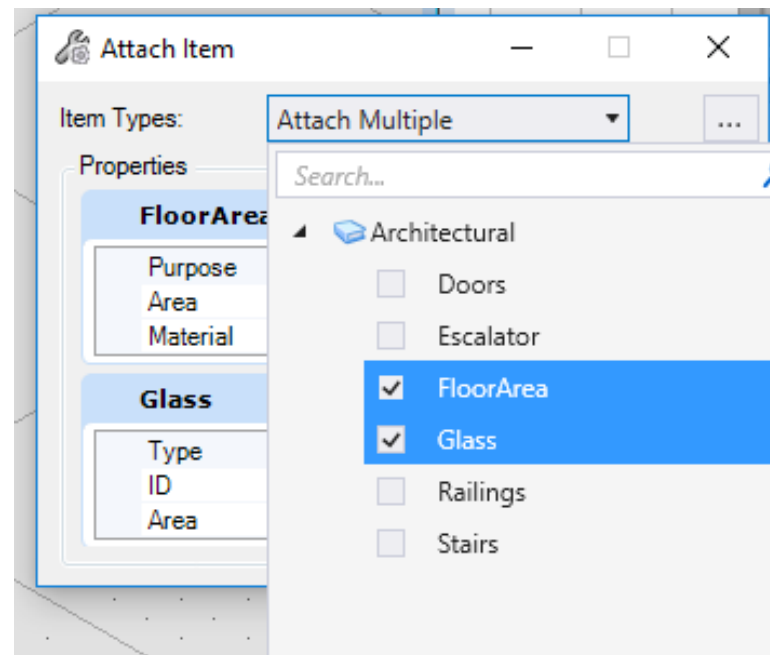 Attach Item
Item Types:
Attach Multiple
...
Properties
Search...
FloorArea
Purpose
Area
Material
Glass
Type
ID
Area
Architectural
Doors
Escalator
FloorArea
Glass
Railings
Stairs